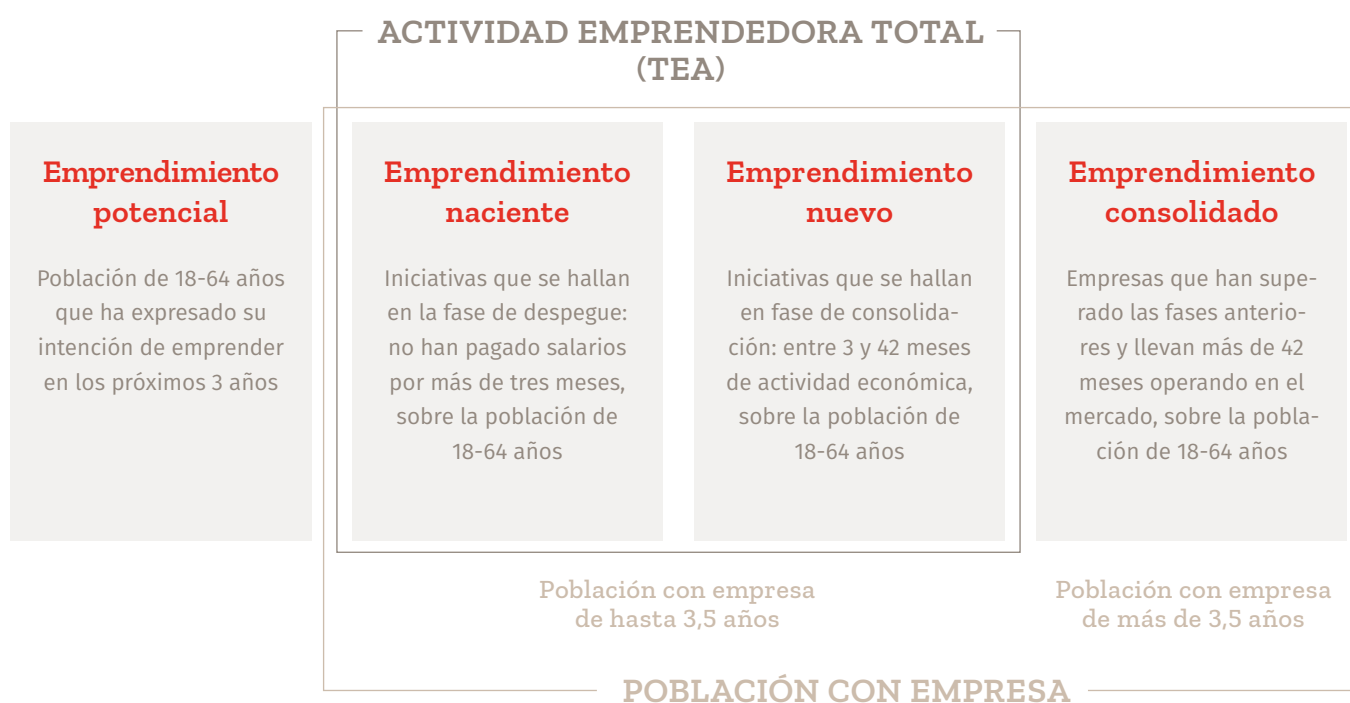 ACTIVIDAD EMPRENDEDORA TOTAL
(TEA)
Emprendimiento
potencial
Población de 18-64 años
que ha expresado su
intención de emprender
en los próximos 3 años
Emprendimiento
naciente
Iniciativas que se hallan
en la fase de despegue:
no han pagado salarios
por más de tres meses,
sobre la población de
18-64 años
Emprendimiento
nuevo
Iniciativas que se hallan
en fase de consolida-
ción: entre 3 y 42 meses
de actividad económica,
sobre la población de
18-64 años
Emprendimiento
consolidado
Empresas que han supe-
rado las fases anterio-
res y llevan más de 42
meses operando en el
mercado, sobre la pobla-
ción de 18-64 años
Población con empresa
de hasta 3,5 años
Población con empresa
de más de 3,5 años
POBLACIÓN CON EMPRESA